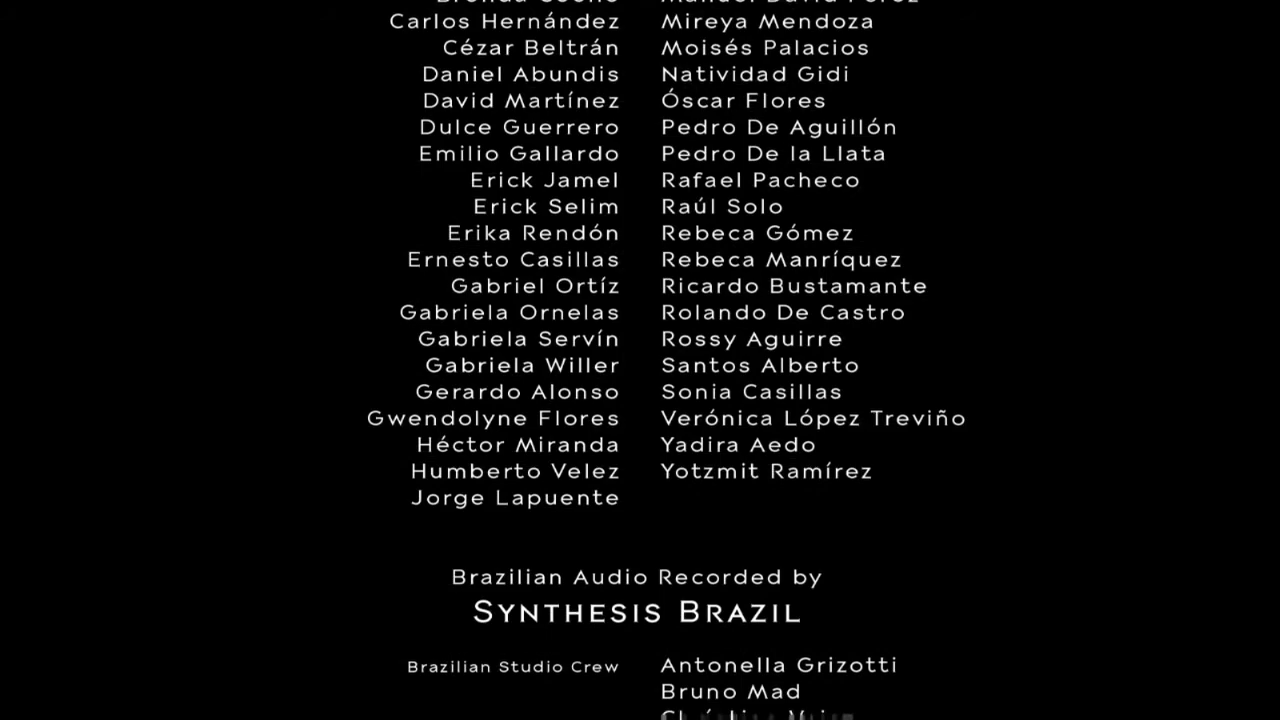 Carlos Hernández Mireya Mendoza
Cézar Beltrán Moisés Palacios
Daniel Abundis Natividad Gidi
David Martínez Óscar Flores
Dulce Guerrero Pedro De Aguillón
Emilio Gallardo Pedro De la Llata
Erick Jamel Rafael Pacheco
Erick Selim Raúl Solo
Erika Rendón Rebeca Gómez
Ernesto Casillas Rebeca Manríquez
Gabriel Ortíz Ricardo Bustamante
Gabriela Ornelas Rolando De Castro
Gabriela Servín Rossy Aguirre
Gabriela Willer Santos Alberto
Gerardo Alonso Sonia Casillas
Gwendolyne Flores Verónica López Treviño
Héctor Miranda Yadira Aedo
Humberto Velez Yotzmit Ramírez
Jorge Lapuente
Brazilian Audio Recorded by
SYNTHESIS BRAZIL
Brazilian Studio Crew Antonella Grizotti
Bruno Mad